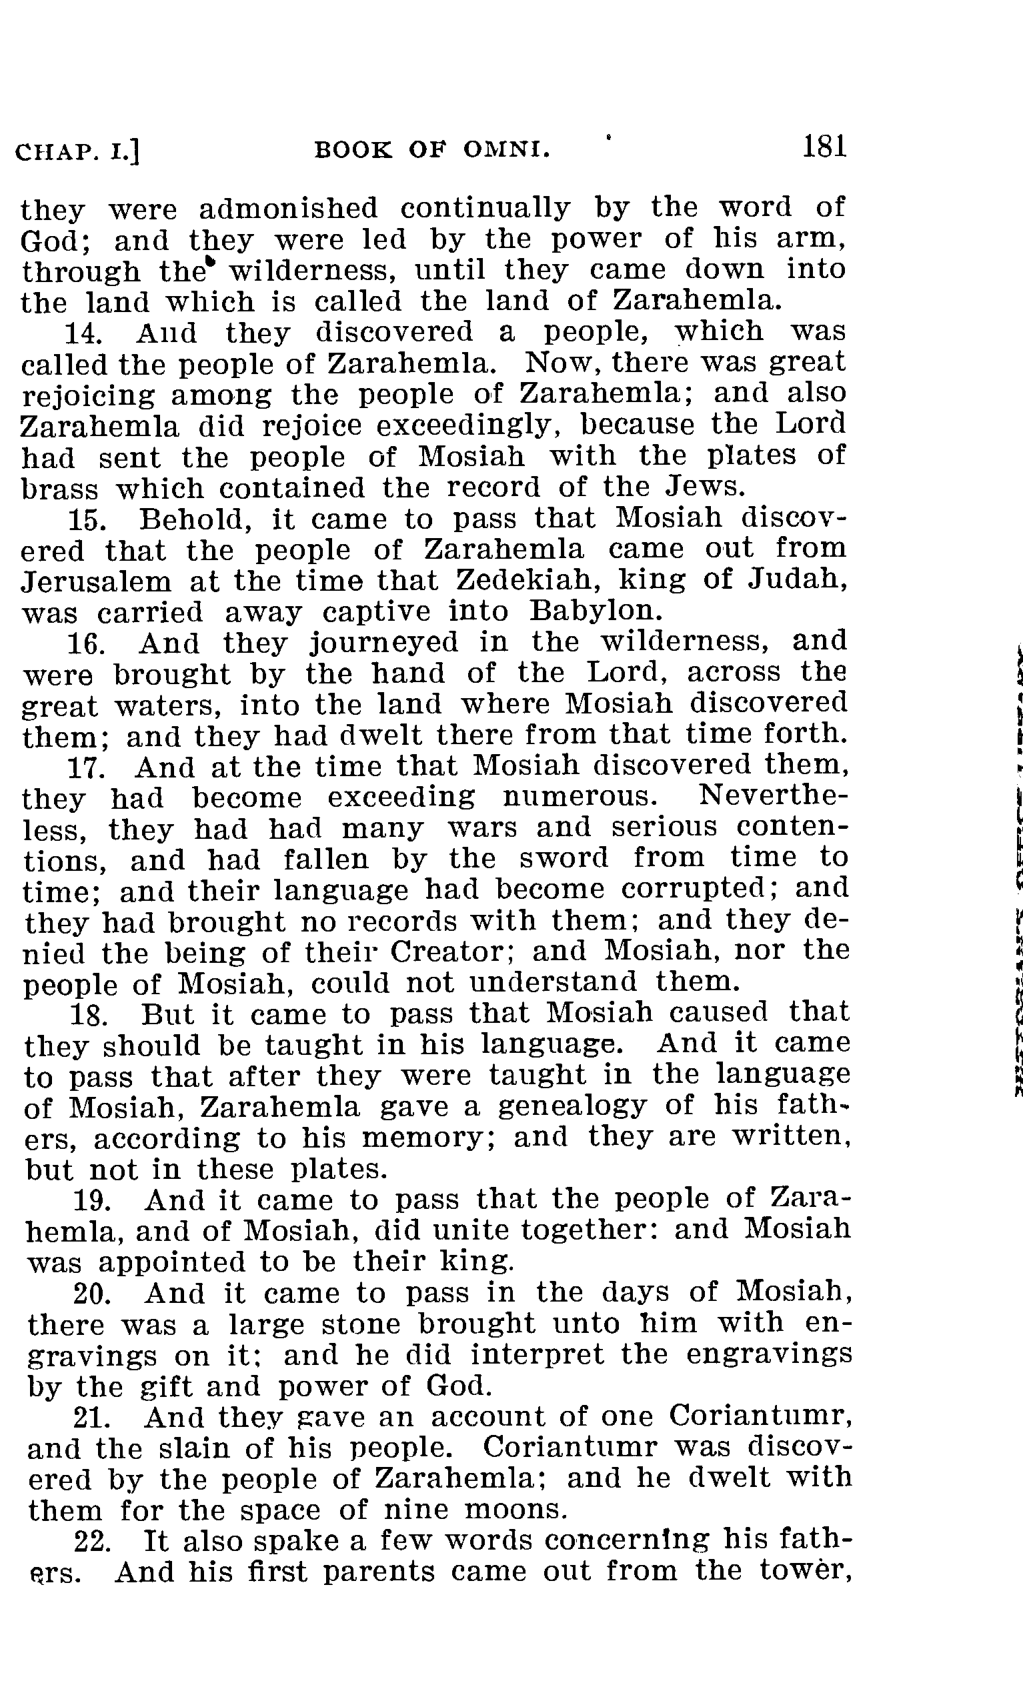 CHAP. I.] BOOK OF OMNI. 181
they were admonished continually by the word of
God; and they were led by the power of his arm,
through the wilderness, until they came down into
the land which is called the land of Zarahemla.
14. And they discovered a people, which was
called the people of Zarahemla. Now, there was great
rejoicing among the people of Zarahemla; and also
Zarahemla did rejoice exceedingly, because the Lord
had sent the people of Mosiah with the plates of
brass which contained the record of the Jews.
15. Behold, it came to pass that Mosiah discov-
ered that the people of Zarahemla came out from
Jerusalem at the time that Zedekiah, king of Judah,
was carried away captive into Babylon.
16. And they journeyed in the wilderness, and
were brought by the hand of the Lord, across the
great waters, into the land where Mosiah discovered
them; and they had dwelt there from that time forth.
17. And at the time that Mosiah discovered them,
they had become exceeding numerous. Neverthe-
less, they had had many wars and serious conten-
tions, and had fallen by the sword from time to
time; and their language had become corrupted; and
they had brought no records with them; and they de-
nied the being of their Creator; and Mosiah, nor the
people of Mosiah, could not understand them.
18. But it came to pass that Mosiah caused that
they should be taught in his language. And it came
to pass that after they were taught in the language
of Mosiah, Zarahemla gave a genealogy of his fath-
ers, according to his memory; and they are written,
but not in these plates.
19. And it came to pass that the people of Zara-
hemla, and of Mosiah, did unite together: and Mosiah
was appointed to be their king.
20. And it came to pass in the days of Mosiah,
there was a large stone brought unto him with en-
gravings on it; and he did interpret the engravings
by the gift and power of God.
21. And they gave an account of one Coriantumr,
and the slain of his people. Coriantumr was discov-
ered by the people of Zarahemla; and he dwelt with
them for the space of nine moons.
22. It also spake a few words concerning his fath-
ers. And his first parents came out from the tower,